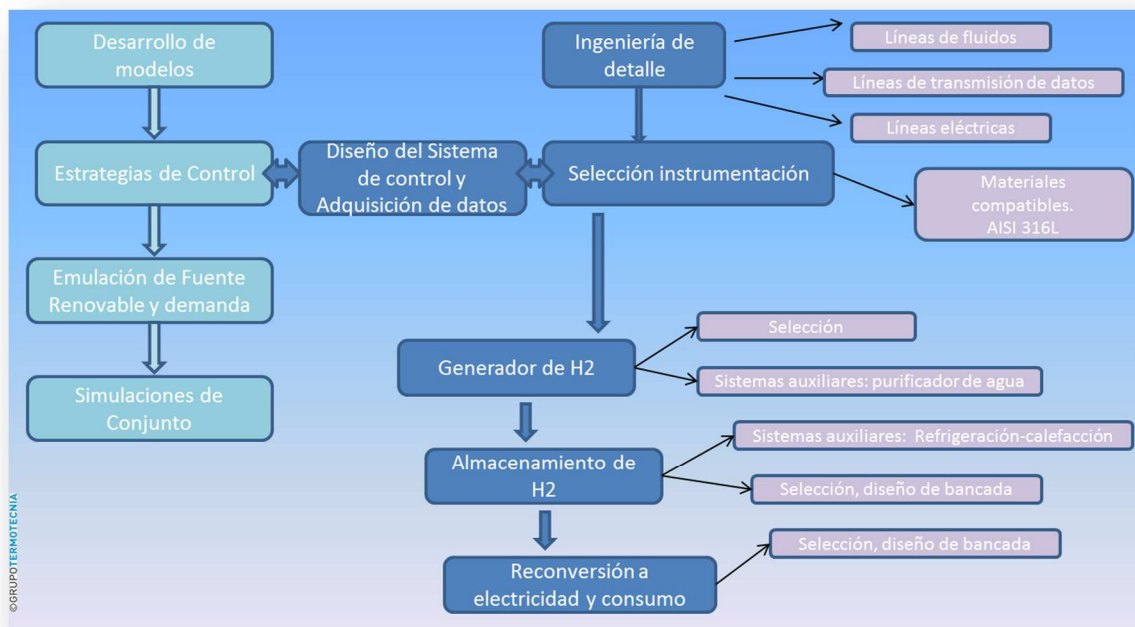 Desarrollo de
modelos
Ingeniería de
detalle
Líneas de fluidos
Líneas de transmisión de datos
Líneas eléctricas
Estrategias de Control
Diseño del Sistema
de control y
Adquisición de datos
Selección instrumentación
Materiales
compatibles.
AISI 316L
Emulación de Fuente
Renovable y demanda
Selección
Generador de H2
Sistemas auxiliares: purificador de agua
Simulaciones de
Conjunto
Sistemas auxiliares: Refrigeración-calefacción
Almacenamiento de
H2
Selección, diseño de bancada
Selección, diseño de bancada
Reconversión a
electricidad y consumo
©GRUPOTERMOTECNIA